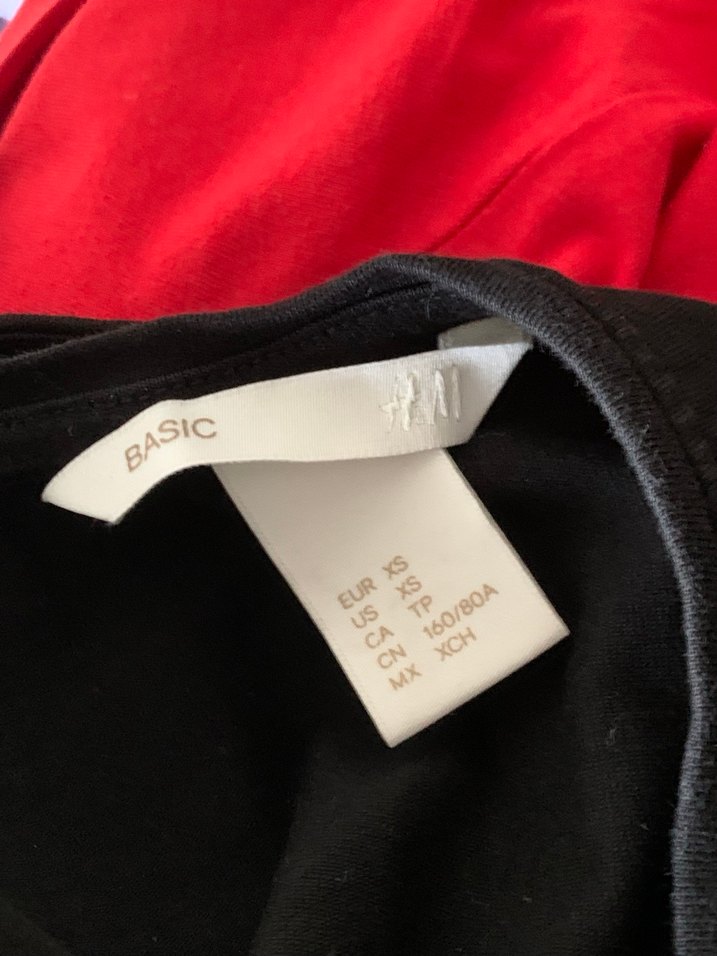 BASIC H&M
EUR XS
US XS
CA TP
CN 160/80A
MX XCH